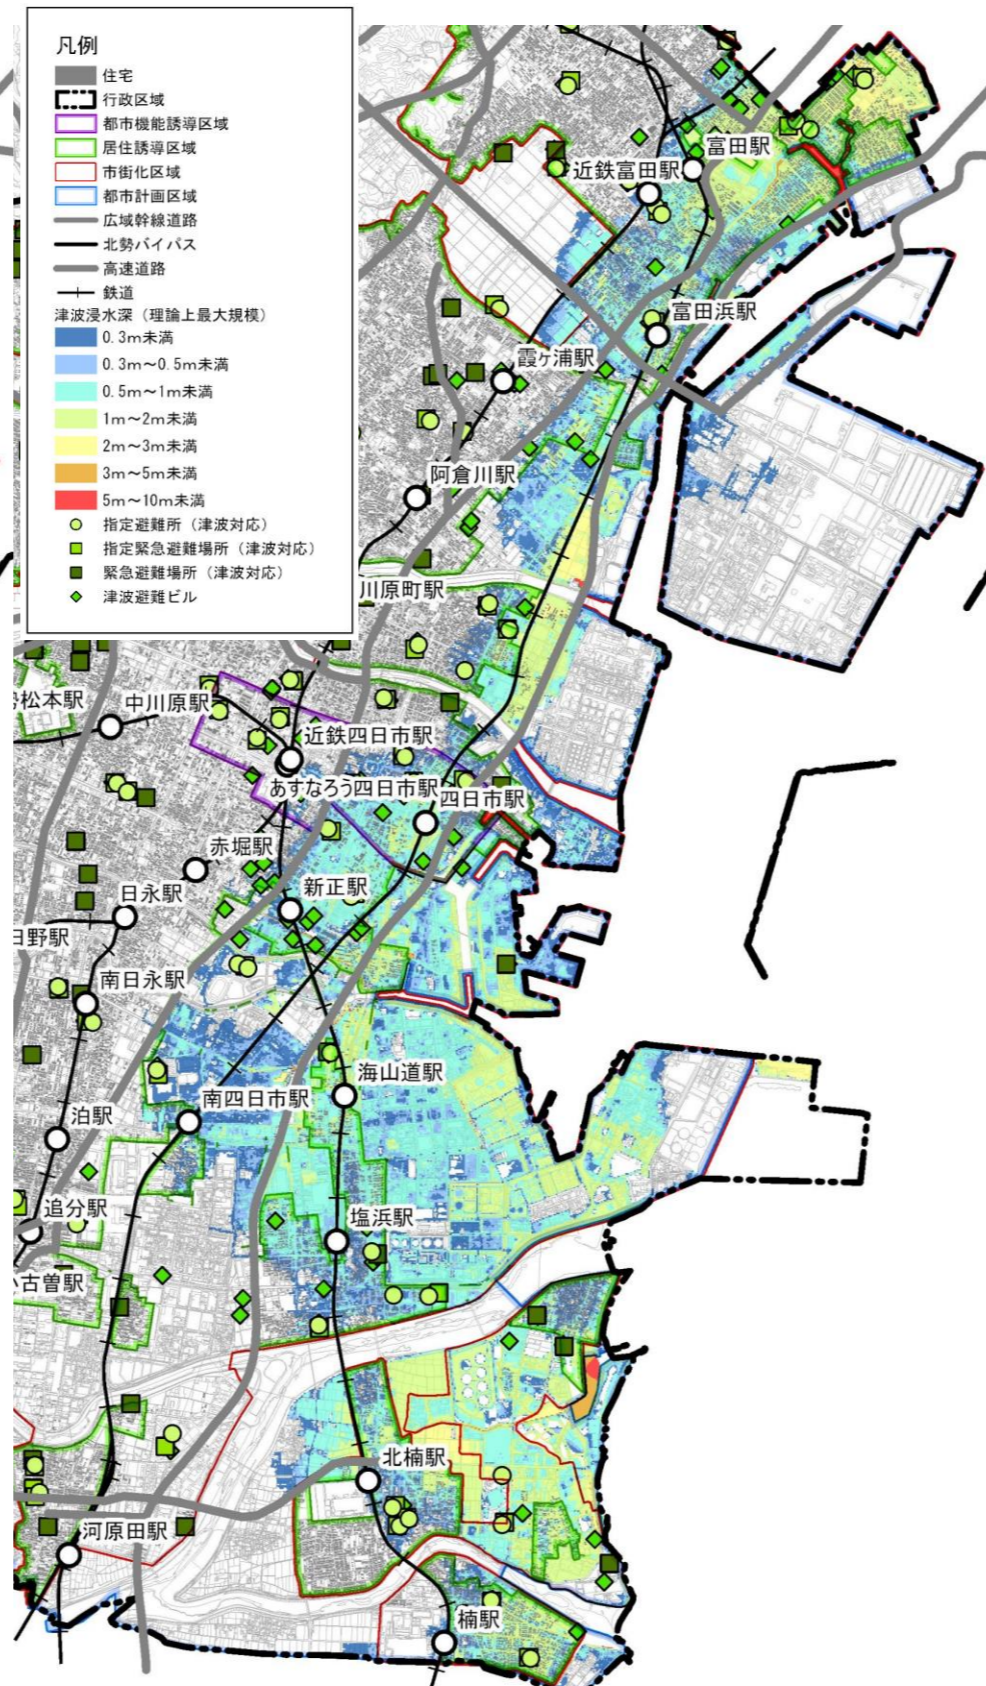 凡例
住宅
行政区域
都市機能誘導区域
居住誘導区域
市街化区域
都市計画区域
広域幹線道路
北勢バイパス
高速道路
鉄道
津波浸水深（理論上最大規模）
0.3m未満
0.3m～0.5m未満
0.5m～1m未満
1m～2m未満
2m～3m未満
3m～5m未満
5m～10m未満
指定避難所（津波対応）
指定緊急避難場所（津波対応）
緊急避難場所（津波対応）
津波避難ビル
富田駅
近鉄富田駅
富田浜駅
霞ヶ浦駅
阿倉川駅
川原町駅
松本駅
中川原駅
近鉄四日市駅
あすなろう四日市駅
四日市駅
赤堀駅
新正駅
日永駅
日野駅
南日永駅
海山道駅
南四日市駅
泊駅
追分駅
塩浜駅
小古曽駅
北楠駅
河原田駅
楠駅